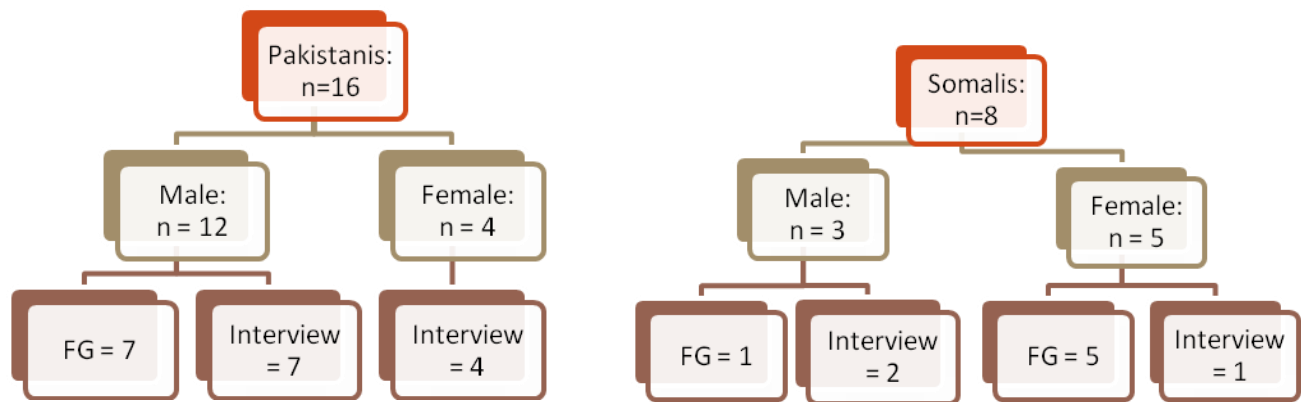 Pakistanis:
n=16
Male:
n = 12
Female:
n = 4
FG = 7
Interview
= 7
Interview
= 4
Somalis:
n=8
Male:
n = 3
Female:
n = 5
FG = 1
Interview
= 2
FG = 5
Interview
= 1